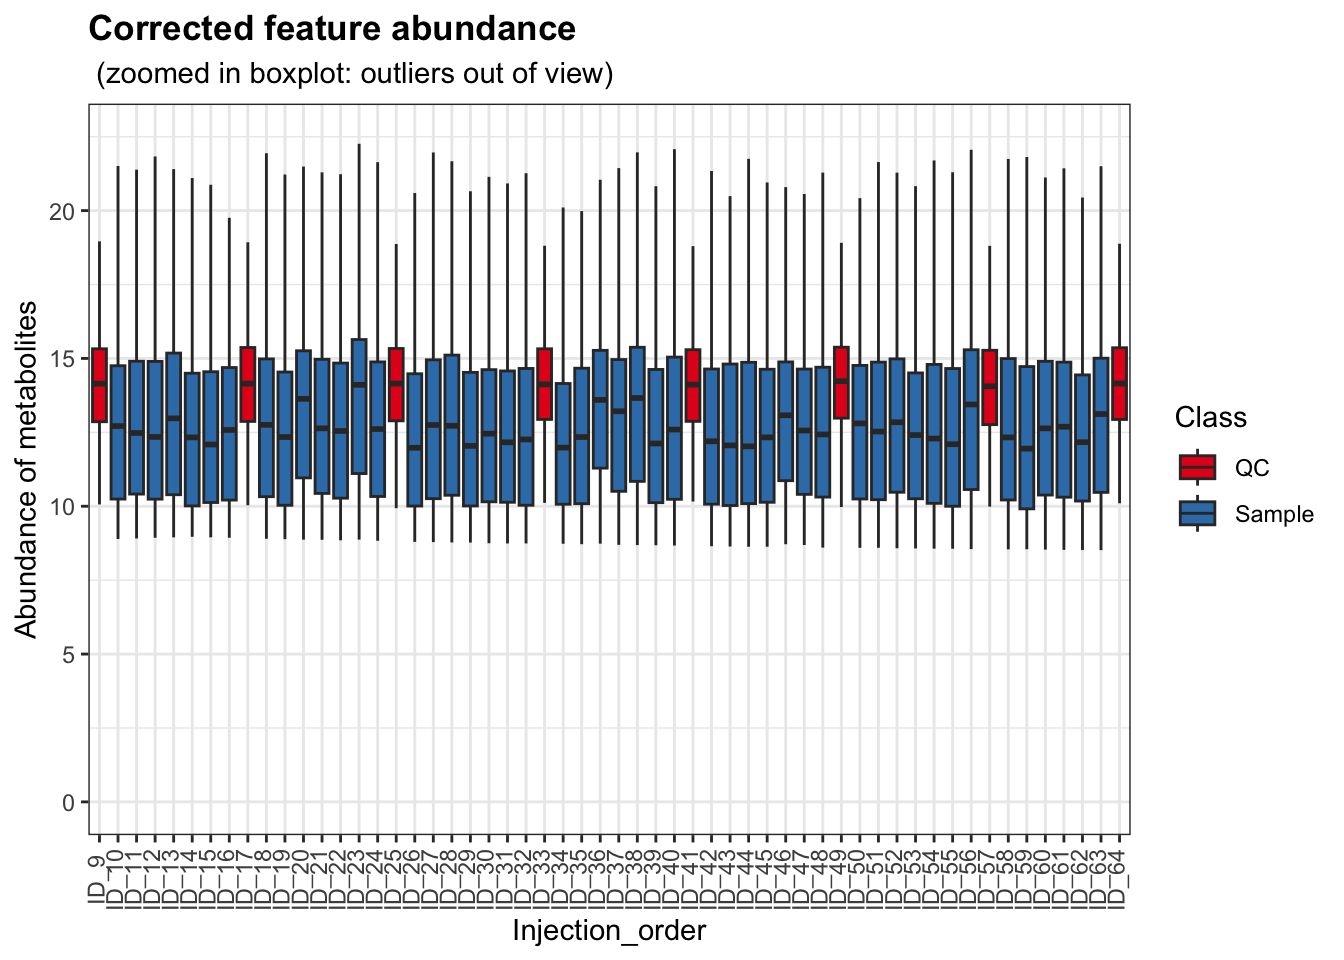 Corrected feature abundance
(zoomed in boxplot: outliers out of view)
Abundance of metabolites
20
15
10
5
0
ID_9
ID_10
ID_11
ID_12
ID_13
ID_14
ID_15
ID_16
ID_17
ID_18
ID_19
ID_20
ID_21
ID_22
ID_23
ID_24
ID_25
ID_26
ID_27
ID_28
ID_29
ID_30
ID_31
ID_32
ID_33
ID_34
ID_35
ID_36
ID_37
ID_38
ID_39
ID_40
ID_41
ID_42
ID_43
ID_44
ID_45
ID_46
ID_47
ID_48
ID_49
ID_50
ID_51
ID_52
ID_53
ID_54
ID_55
ID_56
ID_57
ID_58
ID_59
ID_60
ID_61
ID_62
ID_63
ID_64
Injection_order
Class
QC
Sample